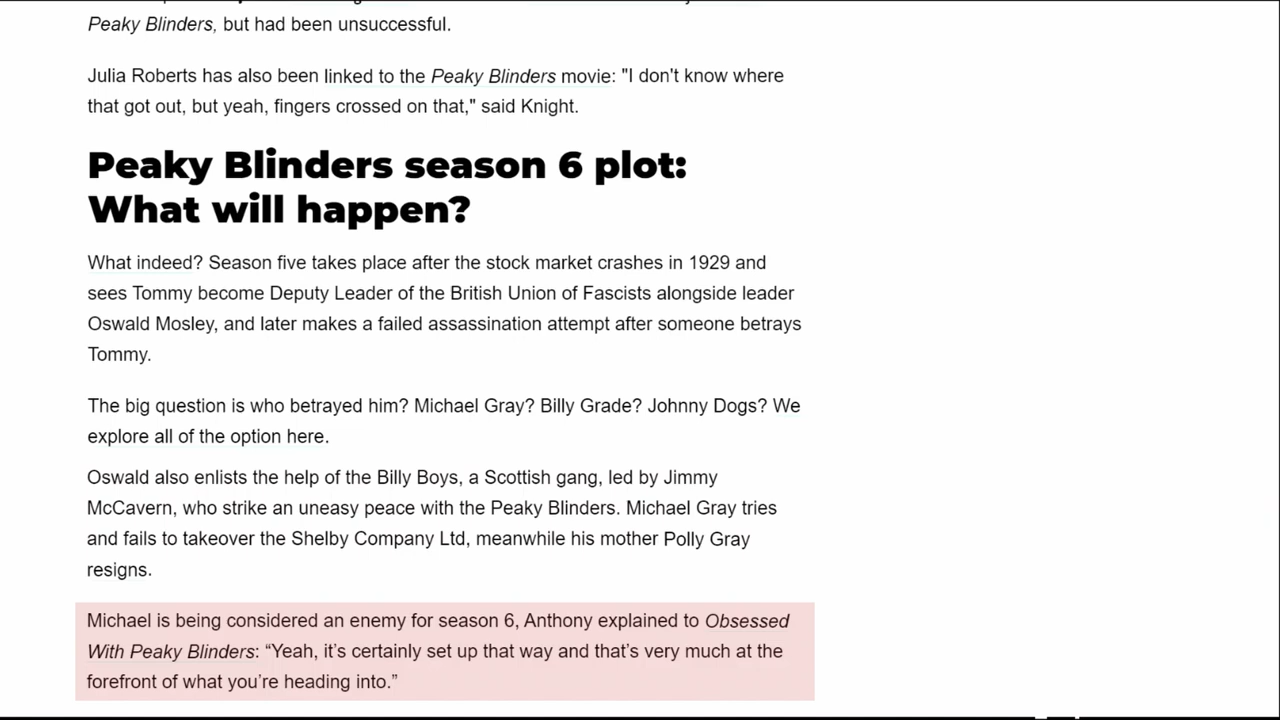 Peaky Blinders, but had been unsuccessful.
Julia Roberts has also been linked to the Peaky Blinders movie: "I don't know where
that got out, but yeah, fingers crossed on that," said Knight.
Peaky Blinders season 6 plot:
What will happen?
What indeed? Season five takes place after the stock market crashes in 1929 and
sees Tommy become Deputy Leader of the British Union of Fascists alongside leader
Oswald Mosley, and later makes a failed assassination attempt after someone betrays
Tommy.
The big question is who betrayed him? Michael Gray? Billy Grade? Johnny Dogs? We
explore all of the option here.
Oswald also enlists the help of the Billy Boys, a Scottish gang, led by Jimmy
McCavern, who strike an uneasy peace with the Peaky Blinders. Michael Gray tries
and fails to takeover the Shelby Company Ltd, meanwhile his mother Polly Gray
resigns.
Michael is being considered an enemy for season 6, Anthony explained to Obsessed
With Peaky Blinders: “Yeah, it’s certainly set up that way and that’s very much at the
forefront of what you’re heading into.”